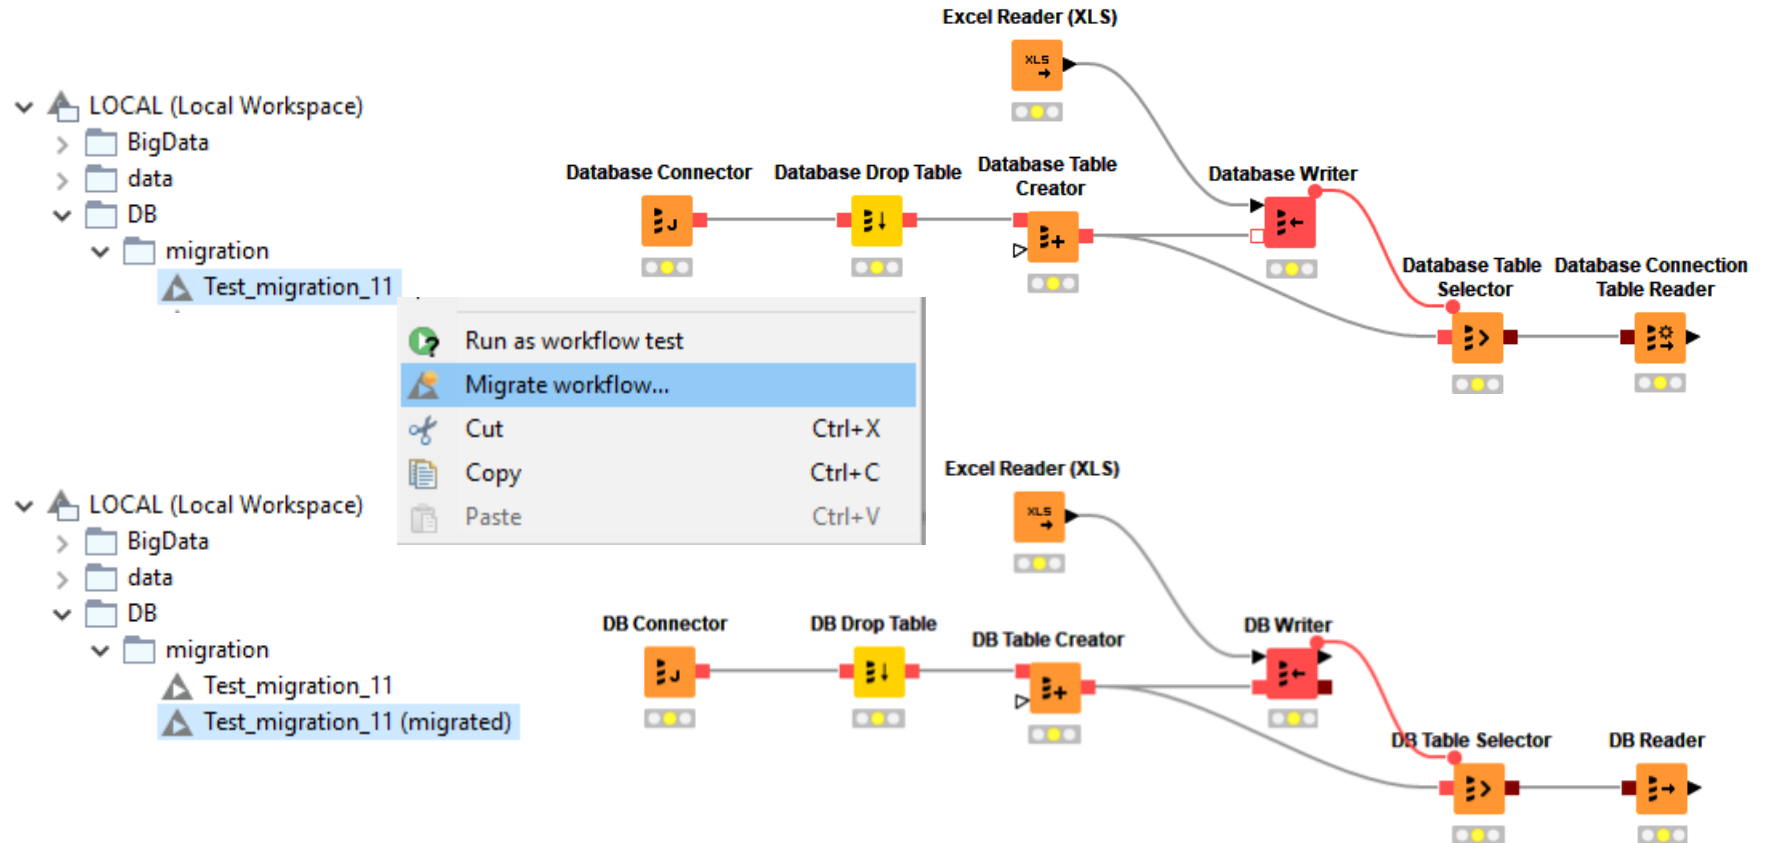 Excel Reader (XLS)
XLS
LOCAL (Local Workspace)
BigData
data
DB
migration
Test_migration_11
Database Connector
Database Drop Table
Database Table
Creator
Database Writer
Database Table
Selector
Database Connection
Table Reader
Run as workflow test
Migrate workflow...
Cut Ctrl+X
Copy Ctrl+C
Paste Ctrl+V
Excel Reader (XLS)
XLS
LOCAL (Local Workspace)
BigData
data
DB
migration
Test_migration_11
Test_migration_11 (migrated)
DB Connector
DB Drop Table
DB Table Creator
DB Writer
DB Table Selector
DB Reader